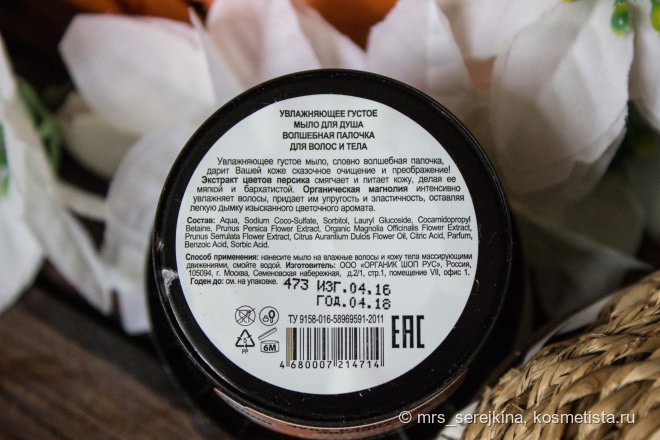 УВЛАЖНЯЮЩЕЕ ГУСТОЕ
МЫЛО ДЛЯ ДУША
ВОЛШЕБНАЯ ПАЛОЧКА
ДЛЯ ВОЛОС И ТЕЛА
Увлажняющее густое мыло, словно волшебная палочка,
дарит Вашей коже сказочное очищение и преображение!
Экстракт цветов персика смягчает и питает кожу, делая ее
мягкой и бархатистой. Органическая магнолия интенсивно
увлажняет волосы, придает им упругость и эластичность, оставляя
легкую дымку изысканного цветочного аромата.
Состав: Aqua, Sodium Coco-Sulfate, Sorbitol, Lauryl Glucoside, Cocamidopropyl
Betaine, Prunus Persica Flower Extract, Organic Magnolia Officinalis Flower Extract,
Prunus Serrulata Flower Extract, Citrus Aurantium Dulcis Flower Oil, Citric Acid, Parfum,
Benzoic Acid, Sorbic Acid.
Способ применения: нанесите мыло на влажные волосы и кожу тела массирующими
движениями, смойте водой. Изготовитель: ООО «ОРГАНИК ШОП РУС», Россия,
105094, г. Москва, Семеновская набережная, д.2/1, стр.1, помещение VII, офис 1.
Годен до: см. на упаковке. 473 ИЗГ.04.16
ГОД.04.18
ТУ 9158-016-58969591-2011
5
PP
6M
EAC
4 680007 214714
© mrs_serejkina, kosmetista.ru